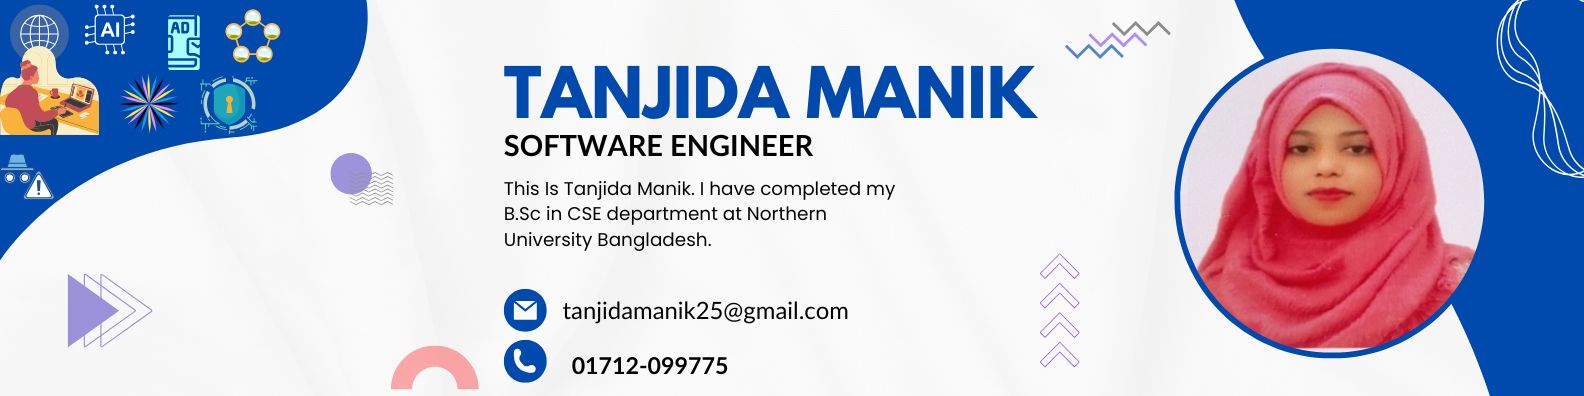 AI
AD
TANJIDA MANIK
SOFTWARE ENGINEER
This Is Tanjida Manik. I have completed my
B.Sc in CSE department at Northern
University Bangladesh.
tanjidamanik25@gmail.com
01712-099775